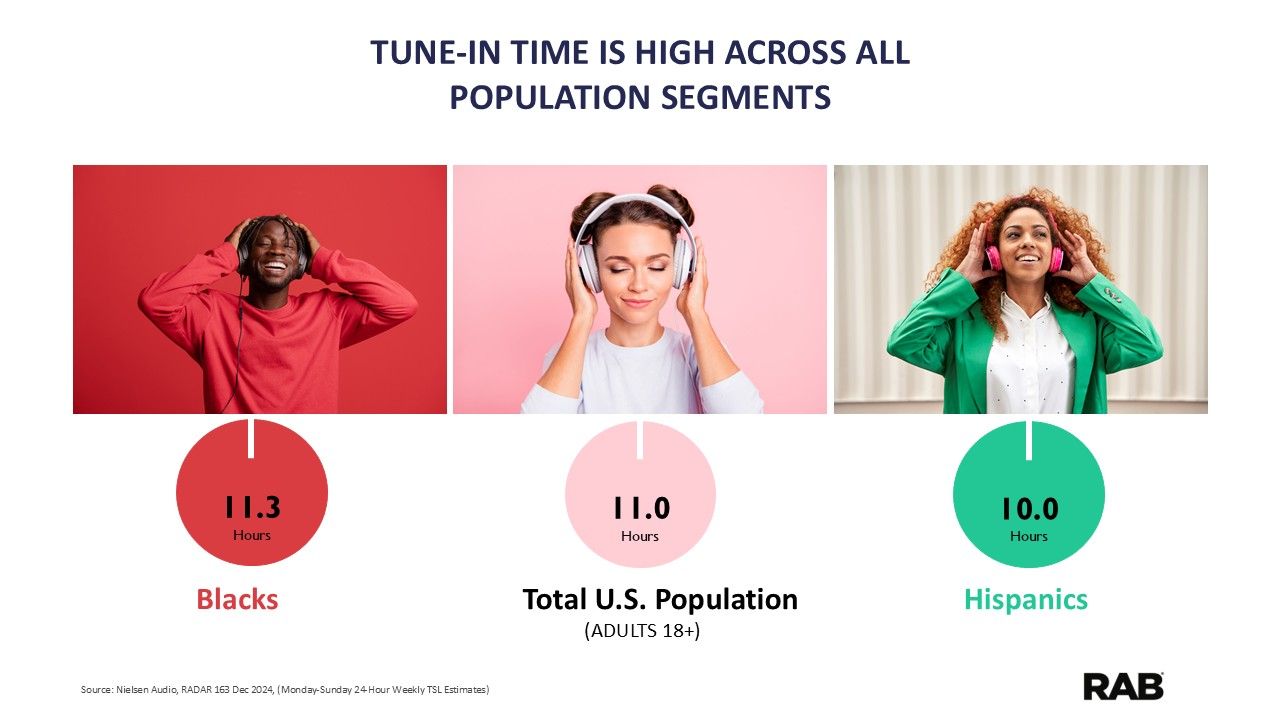 TUNE-IN TIME IS HIGH ACROSS ALL
POPULATION SEGMENTS
11.3
Hours
Blacks
11.0
Hours
Total U.S. Population
(ADULTS 18+)
10.0
Hours
Hispanics
Source: Nielsen Audio, RADAR 163 Dec 2024, (Monday-Sunday 24-Hour Weekly TSL Estimates)
RAB